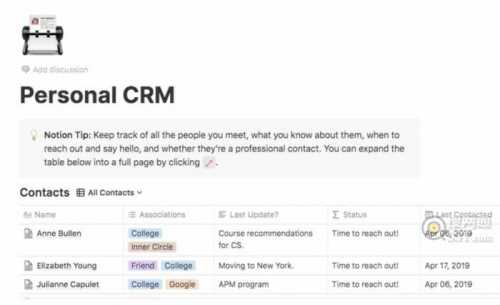 Add discussion
Personal CRM
Notion Tip: Keep track of all the people you meet, what you know about them, when to
reach out and say hello, and whether they're a professional contact. You can expand the
table below into a full page by clicking
Contacts All Contacts
Name Associations Last Update? Status Last Contacted
Anne Bullen College Course recommendations Time to reach out! Apr 06, 2019
Inner Circle for CS.
Elizabeth Young Friend College Moving to New York. Time to reach out! Apr 17, 2019
Julianne Capulet College Google APM program Time to reach out! Apr 06, 2019